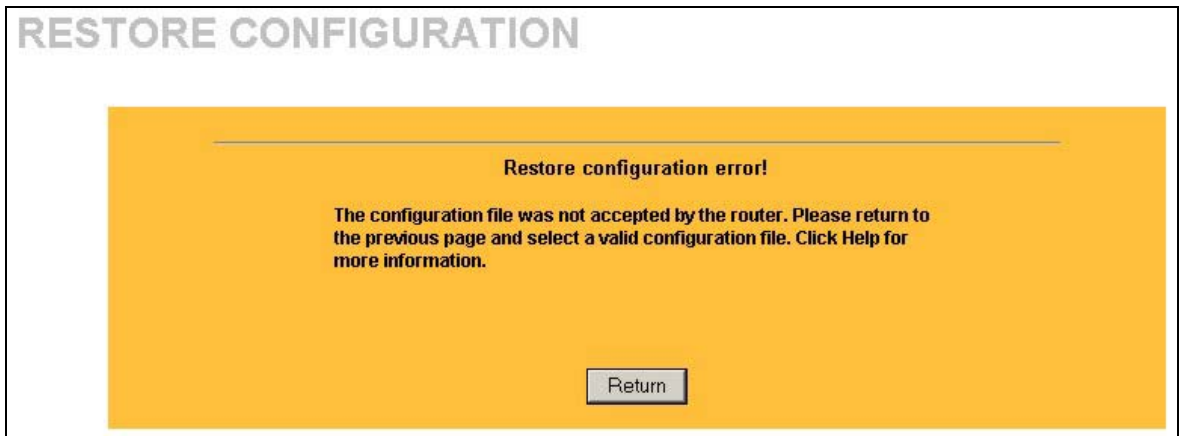 RESTORE CONFIGURATION
Restore configuration error!
The configuration file was not accepted by the router. Please return to
the previous page and select a valid configuration file. Click Help for
more information.
Return